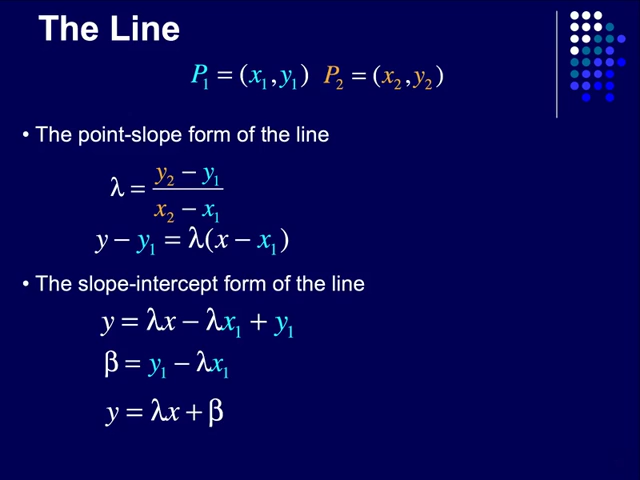 The Line
P₁ = (x₁, y₁) P₂ = (x₂, y₂)
• The point-slope form of the line
λ = (y₂ − y₁) / (x₂ − x₁)
y − y₁ = λ(x − x₁)
• The slope-intercept form of the line
y = λx − λx₁ + y₁
β = y₁ − λx₁
y = λx + β